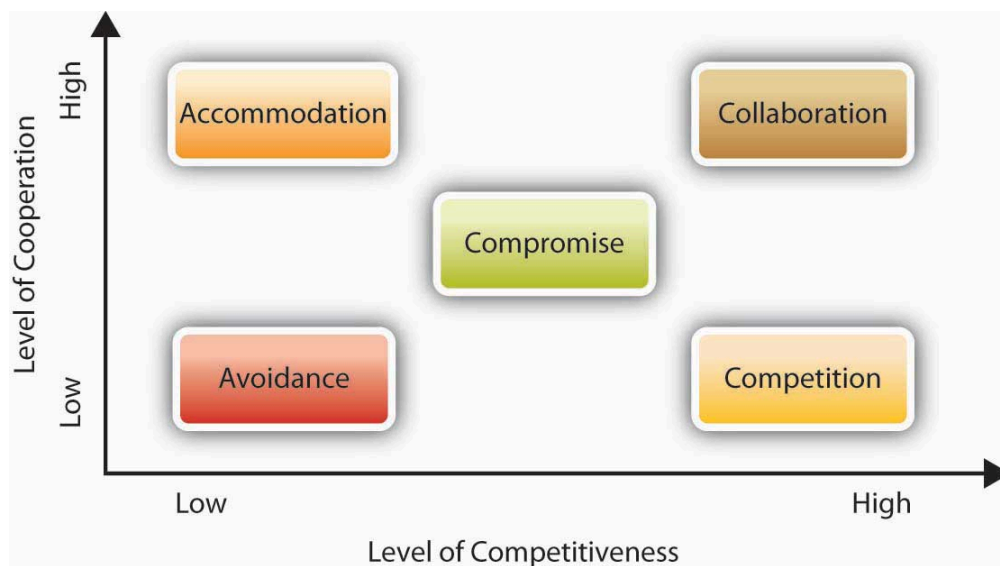 Level of Cooperation
High
Low
Accommodation
Collaboration
Compromise
Avoidance
Competition
Low
High
Level of Competitiveness